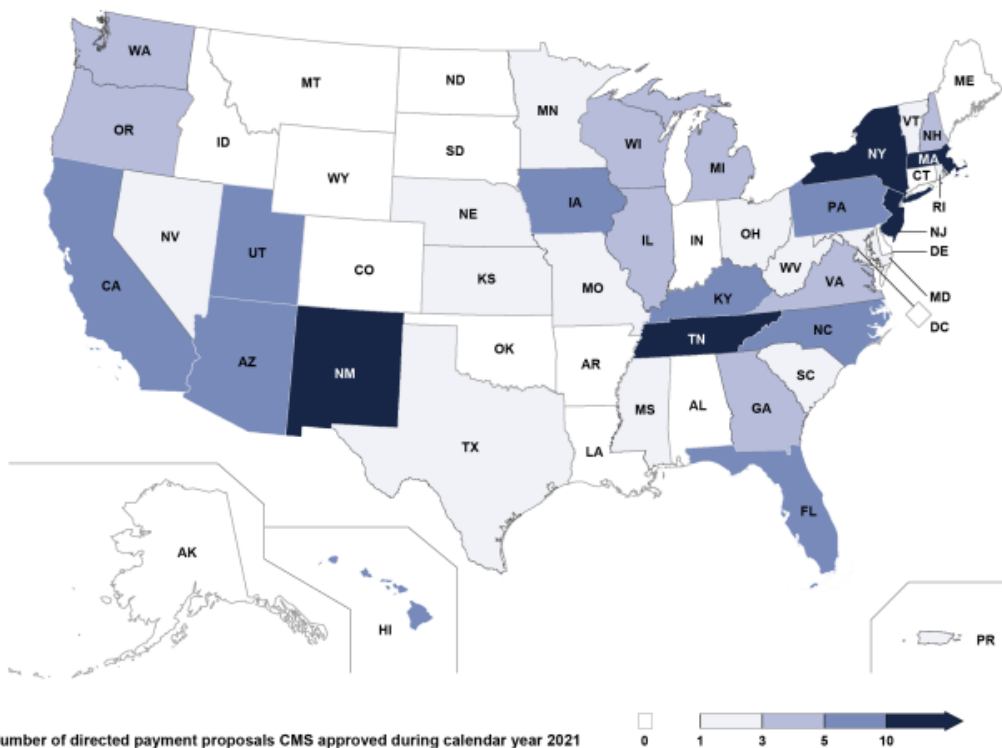 WA
MT
ND
ME
MN
VT
OR
NH
ID
WI
SD
NY
MA
MI
WY
CT
RI
IA
PA
NE
NJ
NV
OH
IL
IN
DE
UT
CO
WV
KS
MO
VA
CA
KY
MD
NC
DC
TN
OK
AZ
NM
AR
SC
MS
AL
GA
TX
LA
FL
AK
HI
PR
umber of directed payment proposals CMS approved during calendar year 2021
0 1 3 5 10